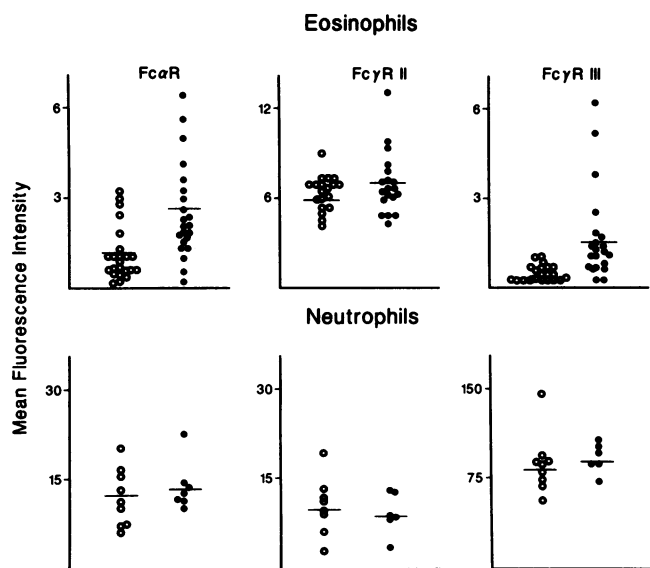 Eosinophils
FcαR
FcγR II
FcγR III
6
3
12
6
6
3
Mean Fluorescence Intensity
Neutrophils
30
15
30
15
150
75